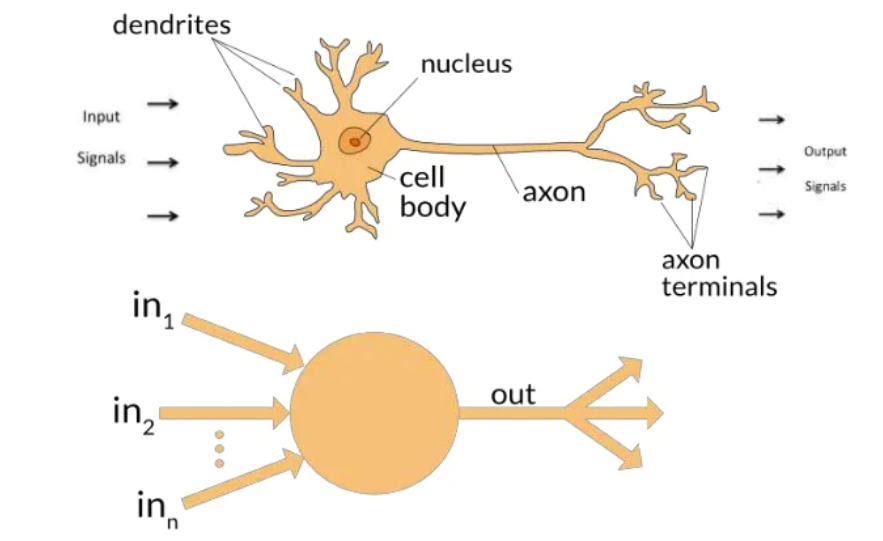 dendrites
nucleus
Input
Signals
cell
body
axon
Output
Signals
axon
terminals
in1
in2
out
inn